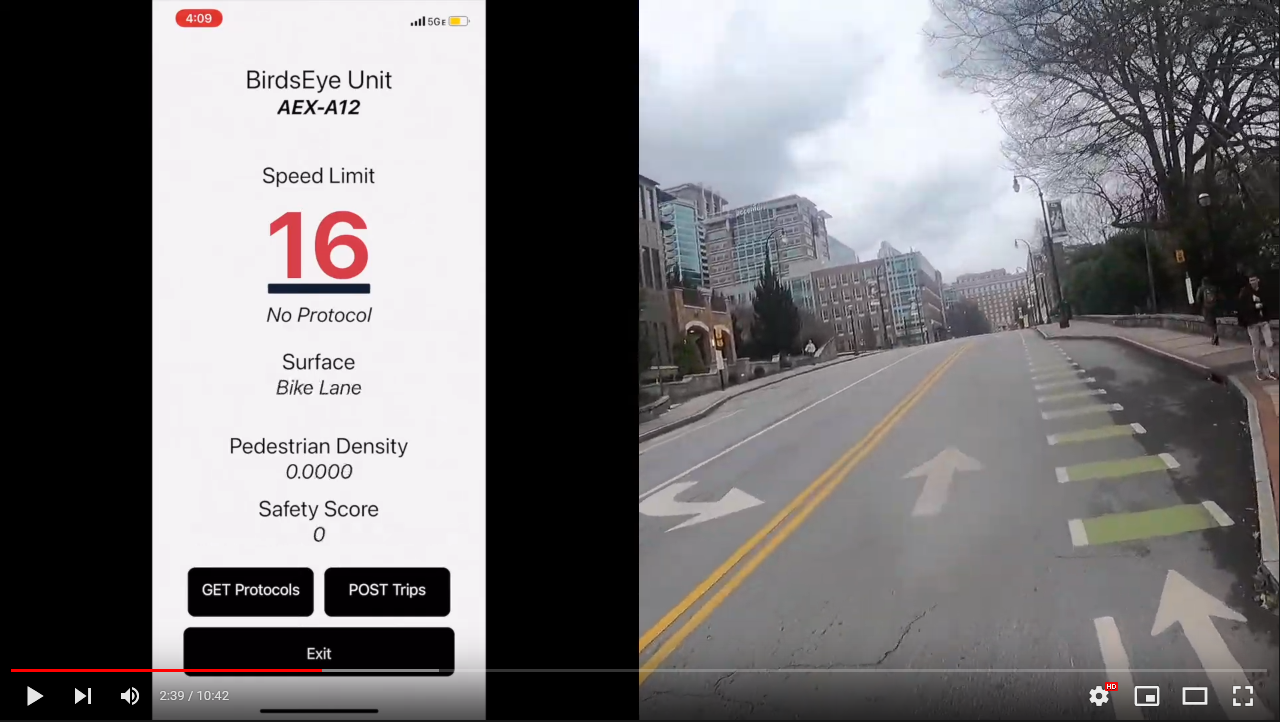 4:09
5GE
BirdsEye Unit
AEX-A12
Speed Limit
16
No Protocol
Surface
Bike Lane
Pedestrian Density
0.0000
Safety Score
0
GET Protocols
POST Trips
Exit
2:39 / 10:42
HD